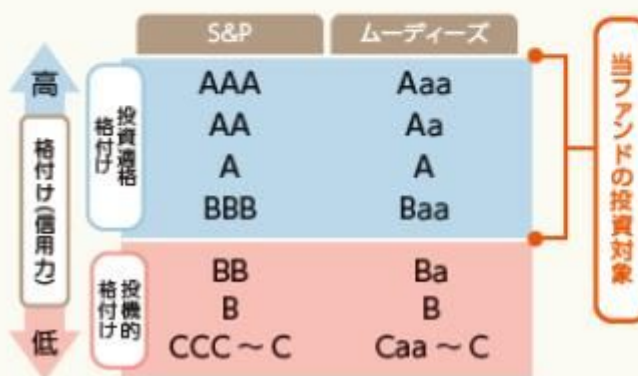 S&P ムーディーズ
高
格付け(信用力)
低
投資適格
格付け
AAA Aaa
AA Aa
A A
BBB Baa
投機的
格付け
BB Ba
B B
CCC ~ C Caa ~ C
当ファンドの投資対象